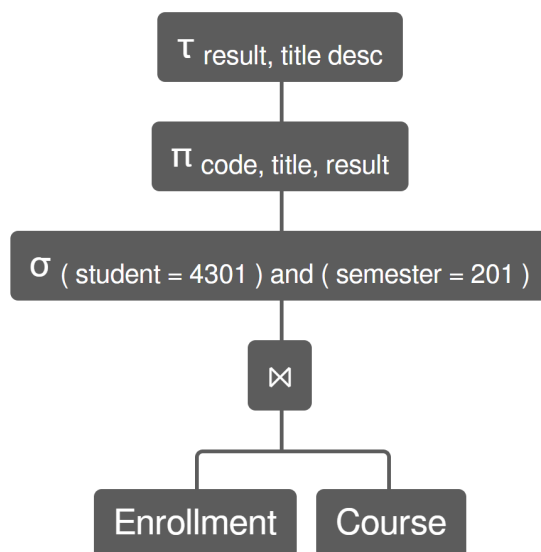 τ result, title desc
π code, title, result
σ ( student = 4301 ) and ( semester = 201 )
⋈
Enrollment Course